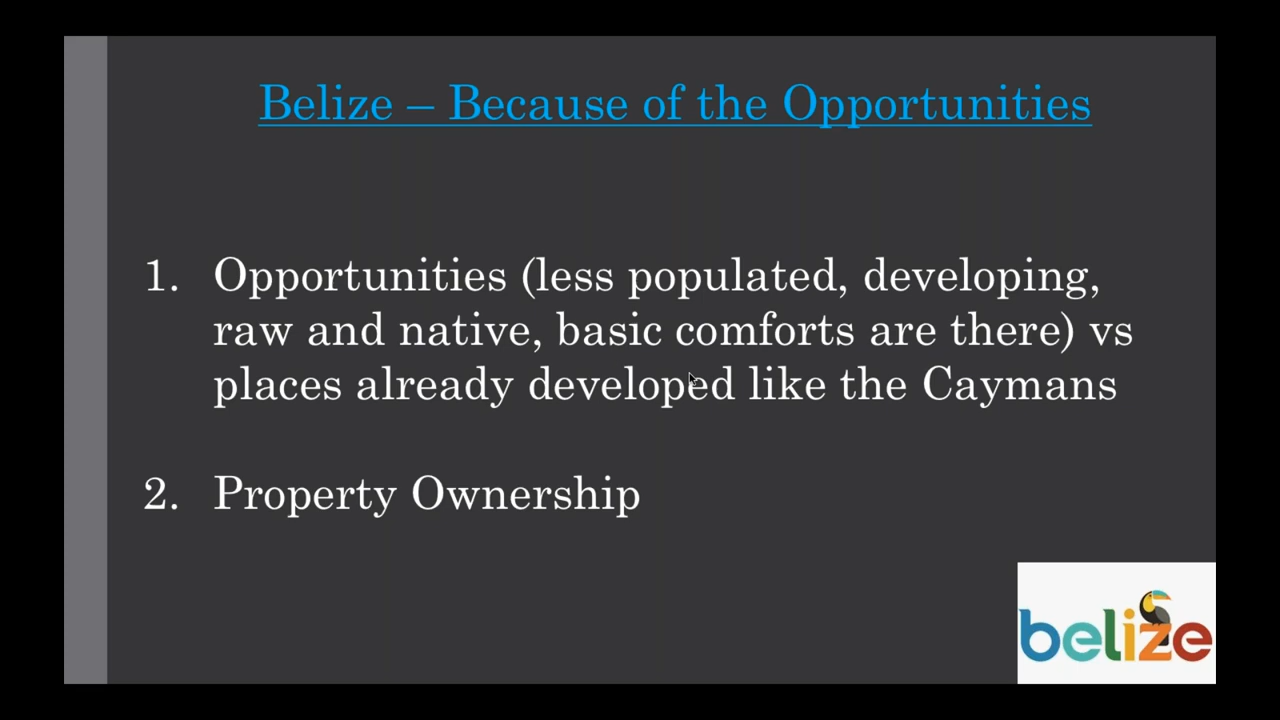 Belize – Because of the Opportunities
1. Opportunities (less populated, developing,
raw and native, basic comforts are there) vs
places already developed like the Caymans
2. Property Ownership
belize